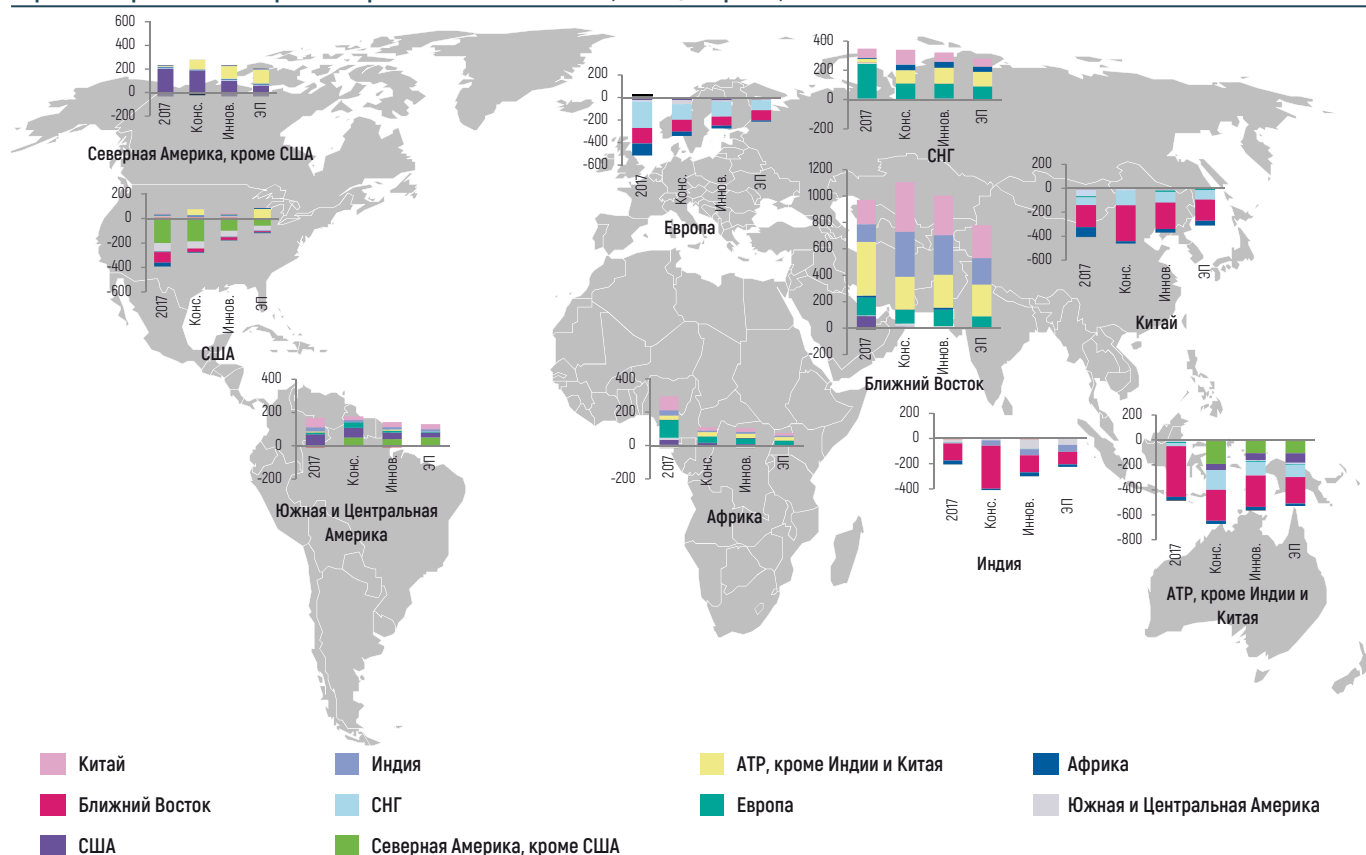 600
400
200
0
-200
2017
Конс.
Иннов.
ЭП
Северная Америка, кроме США
200
0
-200
-400
-600
2017
Конс.
Иннов.
ЭП
Европа
400
200
0
-200
2017
Конс.
Иннов.
ЭП
СНГ
200
0
-200
-400
-600
2017
Конс.
Иннов.
ЭП
США
1200
1000
800
600
400
200
0
-200
2017
Конс.
Иннов.
ЭП
Ближний Восток
200
0
-200
-400
-600
2017
Конс.
Иннов.
ЭП
Китай
400
200
0
-200
2017
Конс.
Иннов.
ЭП
Южная и Центральная
Америка
400
200
0
-200
2017
Конс.
Иннов.
ЭП
Африка
200
0
-200
-400
2017
Конс.
Иннов.
ЭП
Индия
200
0
-200
-400
-600
-800
2017
Конс.
Иннов.
ЭП
АТР, кроме Индии и
Китая
Китай
Индия
АТР, кроме Индии и Китая
Африка
Ближний Восток
СНГ
Европа
Южная и Центральная Америка
США
Северная Америка, кроме США